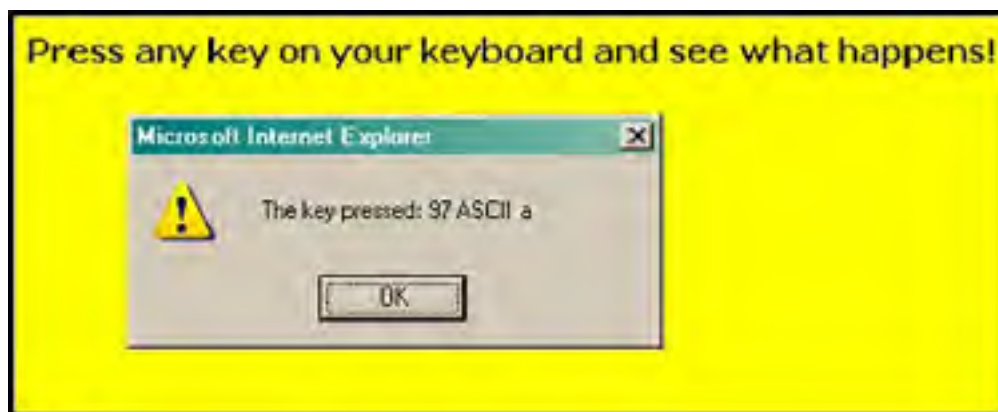 Press any key on your keyboard and see what happens!
Microsoft Internet Explorer
The key pressed: 97 ASCII a
OK